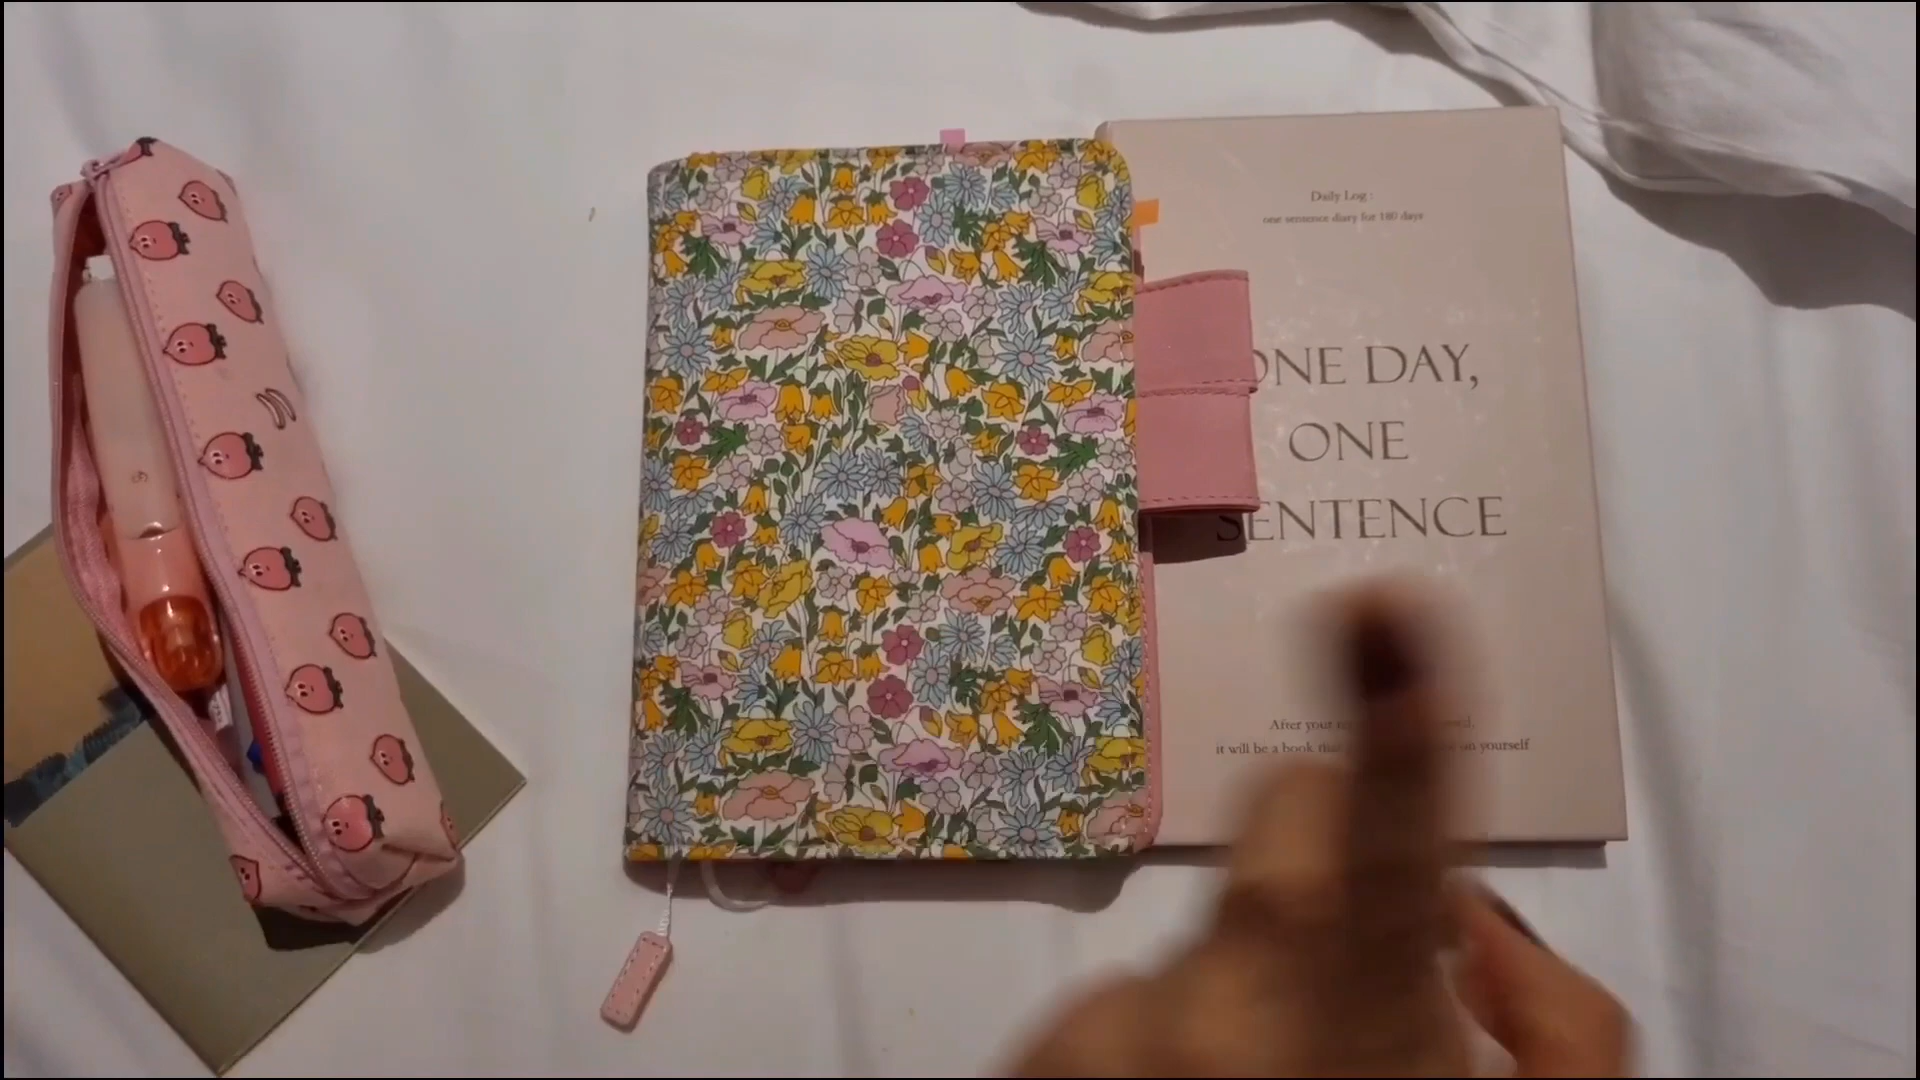 Daily Log :
one sentence diary for 180 days
ONE DAY,
ONE
SENTENCE
After your
it will be a book that on yourself